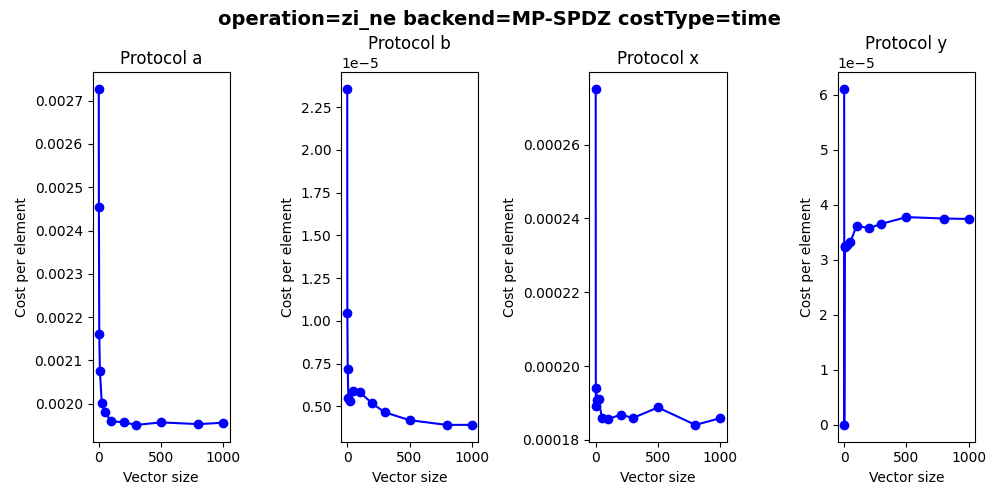 operation=zi_ne backend=MP-SPDZ costType=time
Protocol a
Cost per element
0.0027
0.0026
0.0025
0.0024
0.0023
0.0022
0.0021
0.0020
0
1000
Vector size
Protocol b
1e−5
Cost per element
2.25
2.00
1.75
1.50
1.25
1.00
0.75
0.50
0
1000
Vector size
Protocol x
Cost per element
0.00026
0.00024
0.00022
0.00020
0.00018
0
500
1000
Vector size
Protocol y
1e−5
Cost per element
6
5
4
3
2
1
0
0
500
1000
Vector size